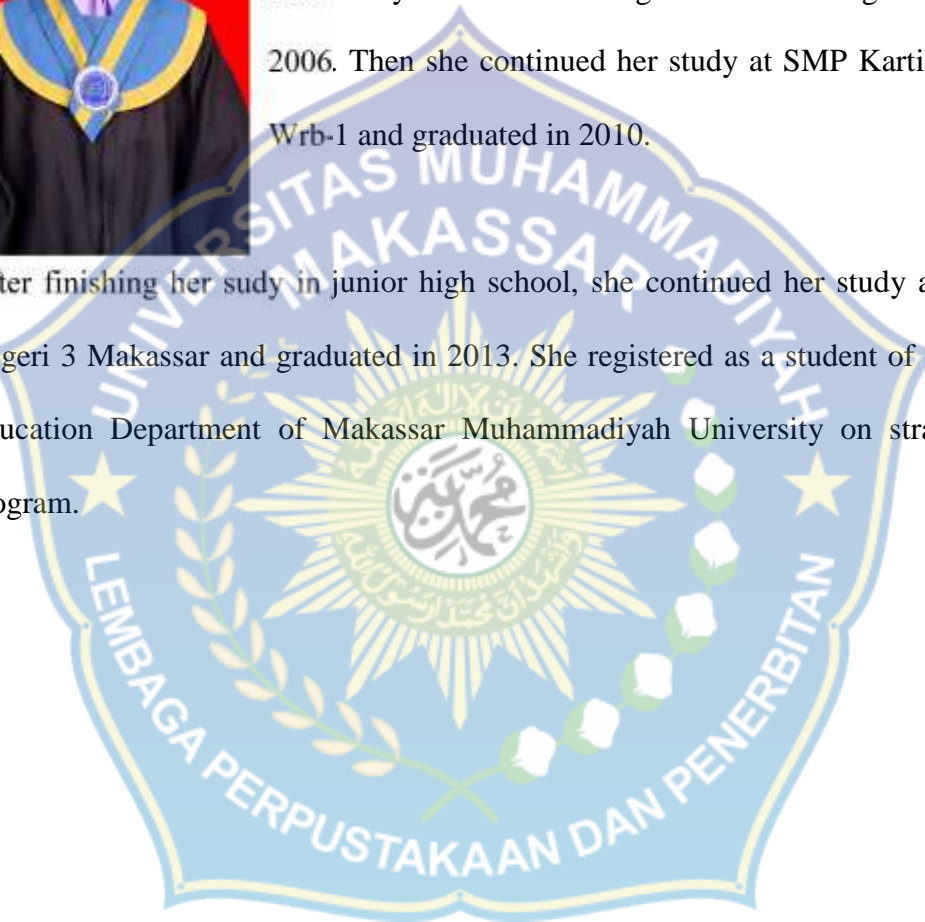 2006. Then she continued her study at SMP Karti
Wrb-1 and graduated in 2010.
ter finishing her sudy in junior high school, she continued her study a
geri 3 Makassar and graduated in 2013. She registered as a student of
ucation Department of Makassar Muhammadiyah University on stra
ogram.
UNIVERSITAS MUHAMMADIYAH
MAKASSAR
محمد
LEMBAGA PERPUSTAKAAN DAN PENERBITAN